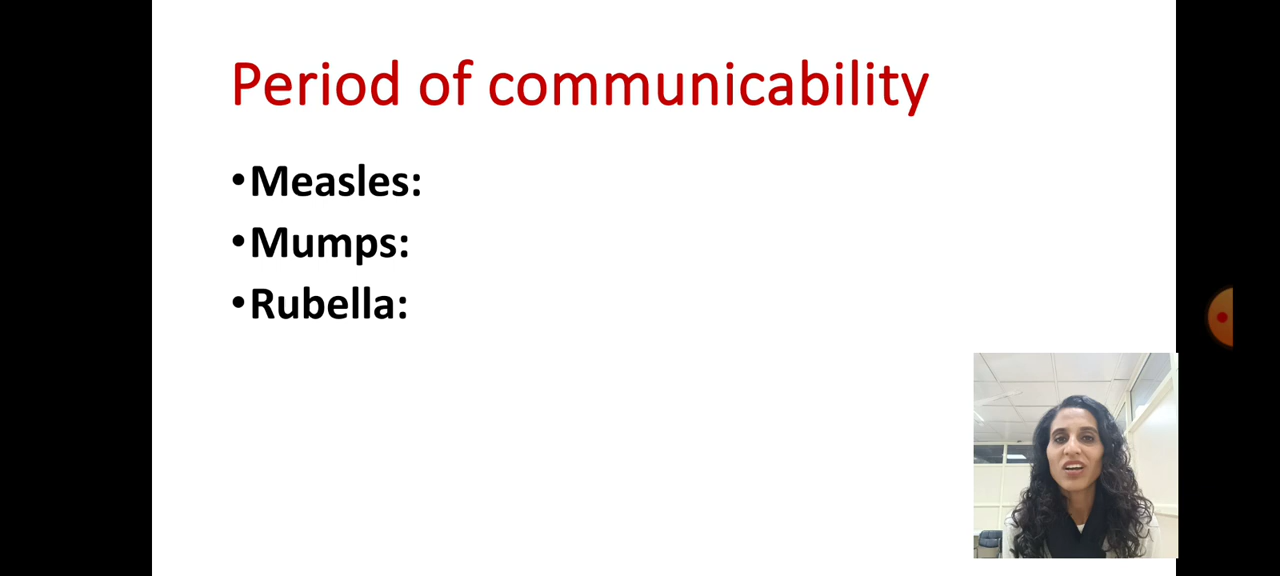 Period of communicability
•Measles:
•Mumps:
•Rubella: